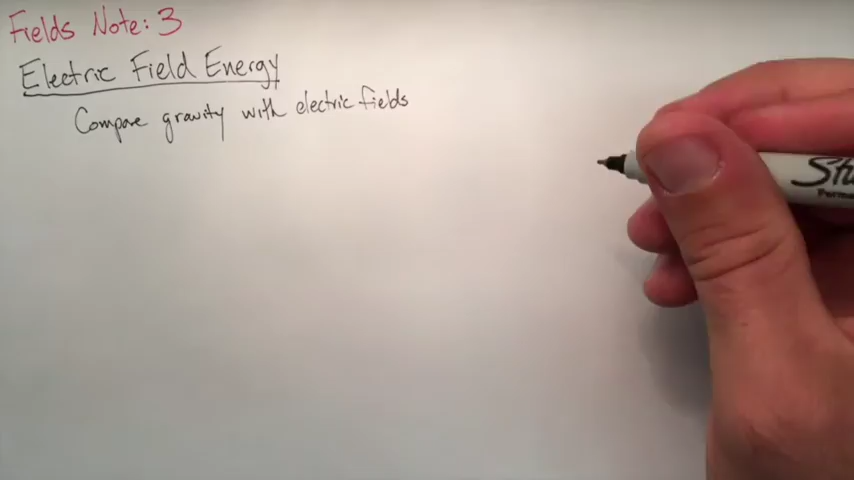 Fields Note: 3
Electric Field Energy
Compare gravity with electric fields